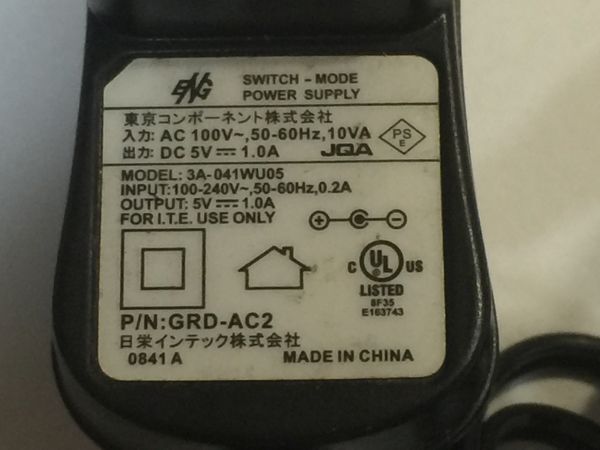 ENG
SWITCH - MODE
POWER SUPPLY
東京コンポーネント株式会社
入力: AC 100V~,50-60Hz,10VA
出力: DC 5V⎓1.0A
JQA
PS
E
MODEL: 3A-041WU05
INPUT:100-240V~,50-60Hz,0.2A
OUTPUT: 5V⎓1.0A
FOR I.T.E. USE ONLY
C UL US
LISTED
8F35
E163743
P/N:GRD-AC2
日栄インテック株式会社
0841 A
MADE IN CHINA